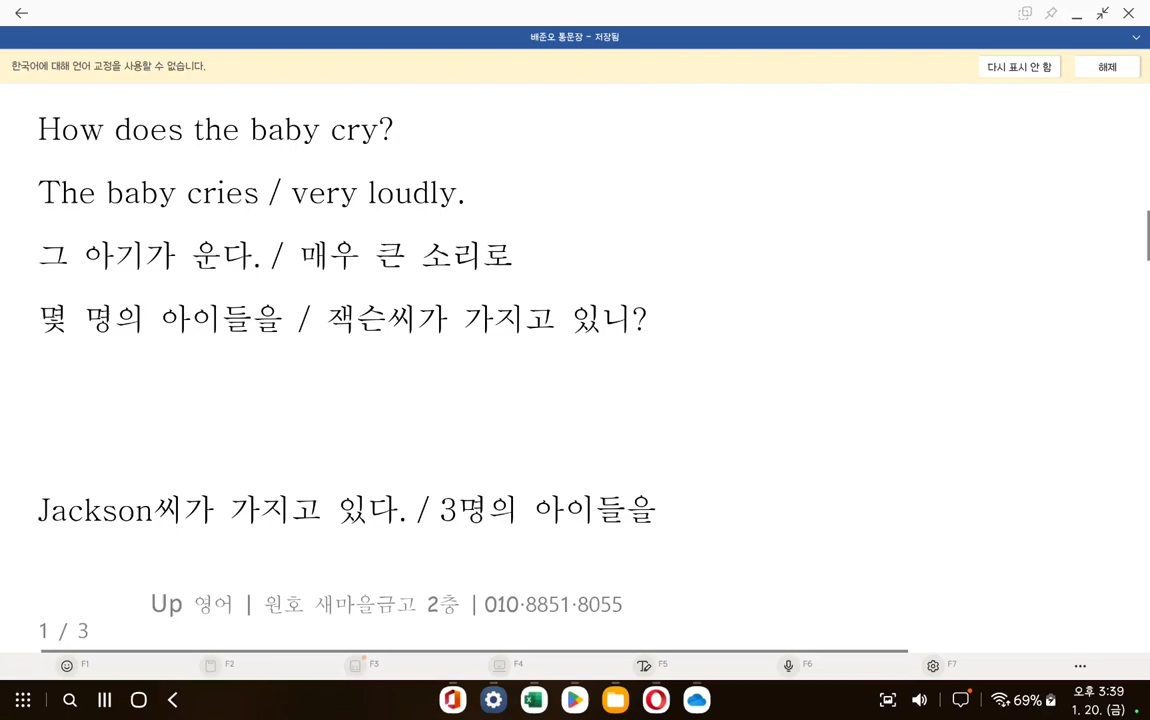 배준오 통문장 - 저장됨
한국어에 대해 언어 교정을 사용할 수 없습니다.
다시 표시 안 함
해제
How does the baby cry?
The baby cries / very loudly.
그 아기가 운다. / 매우 큰 소리로
몇 명의 아이들을 / 잭슨씨가 가지고 있니?
Jackson씨가 가지고 있다. / 3명의 아이들을
Up 영어 | 원호 새마을금고 2층 | 010·8851·8055
1 / 3
F1 F2 F3 F4 F5 F6 F7
69%
오후 3:39
1. 20. (금)